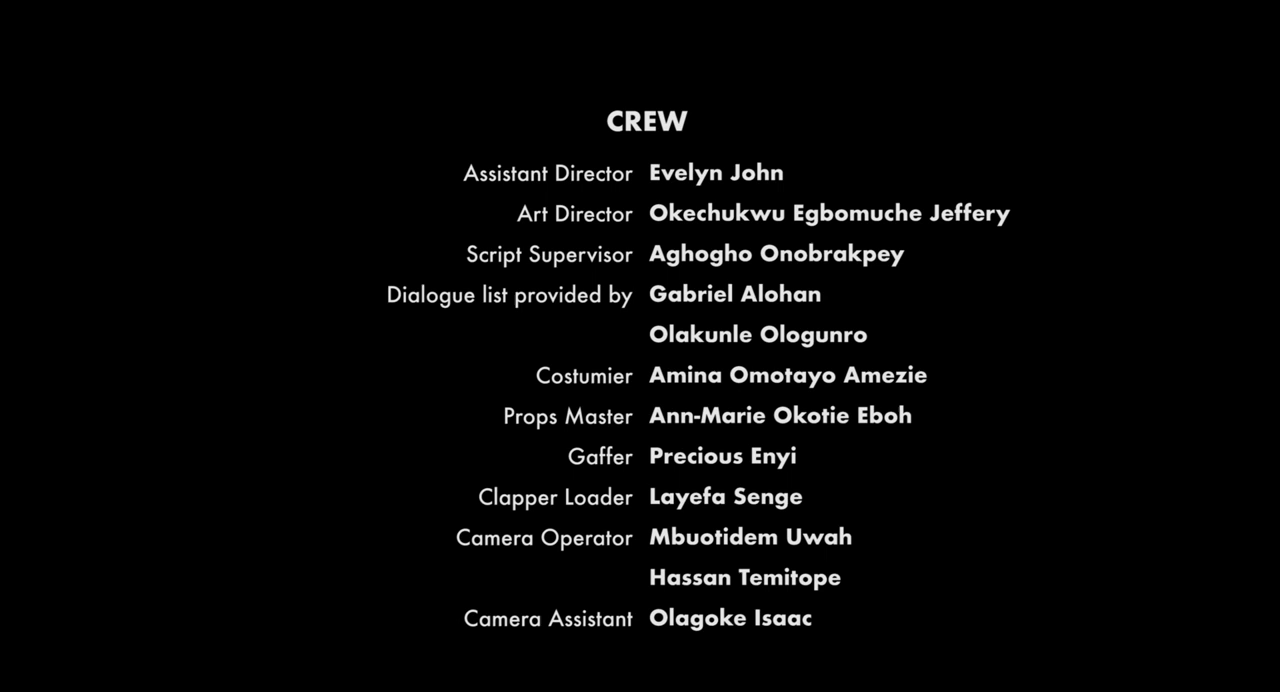 CREW
Assistant Director Evelyn John
Art Director Okechukwu Egbomuche Jeffery
Script Supervisor Aghogho Onobrakpey
Dialogue list provided by Gabriel Alohan
Olakunle Ologunro
Costumier Amina Omotayo Amezie
Props Master Ann-Marie Okotie Eboh
Gaffer Precious Enyi
Clapper Loader Layefa Senge
Camera Operator Mbuotidem Uwah
Hassan Temitope
Camera Assistant Olagoke Isaac